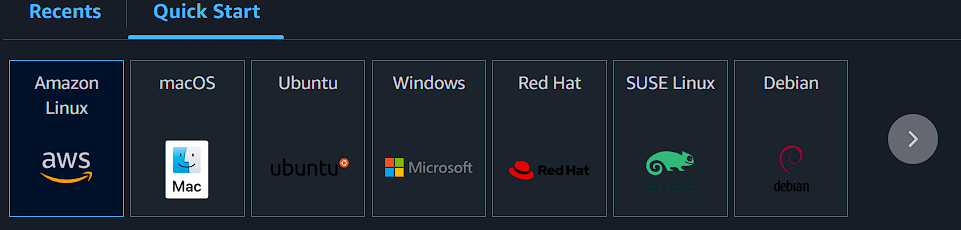 Recents
Quick Start
Amazon
Linux
aws
macOS
Mac
Ubuntu
ubuntu
Windows
Microsoft
Red Hat
Red Hat
SUSE Linux
SUSE
Debian
debian